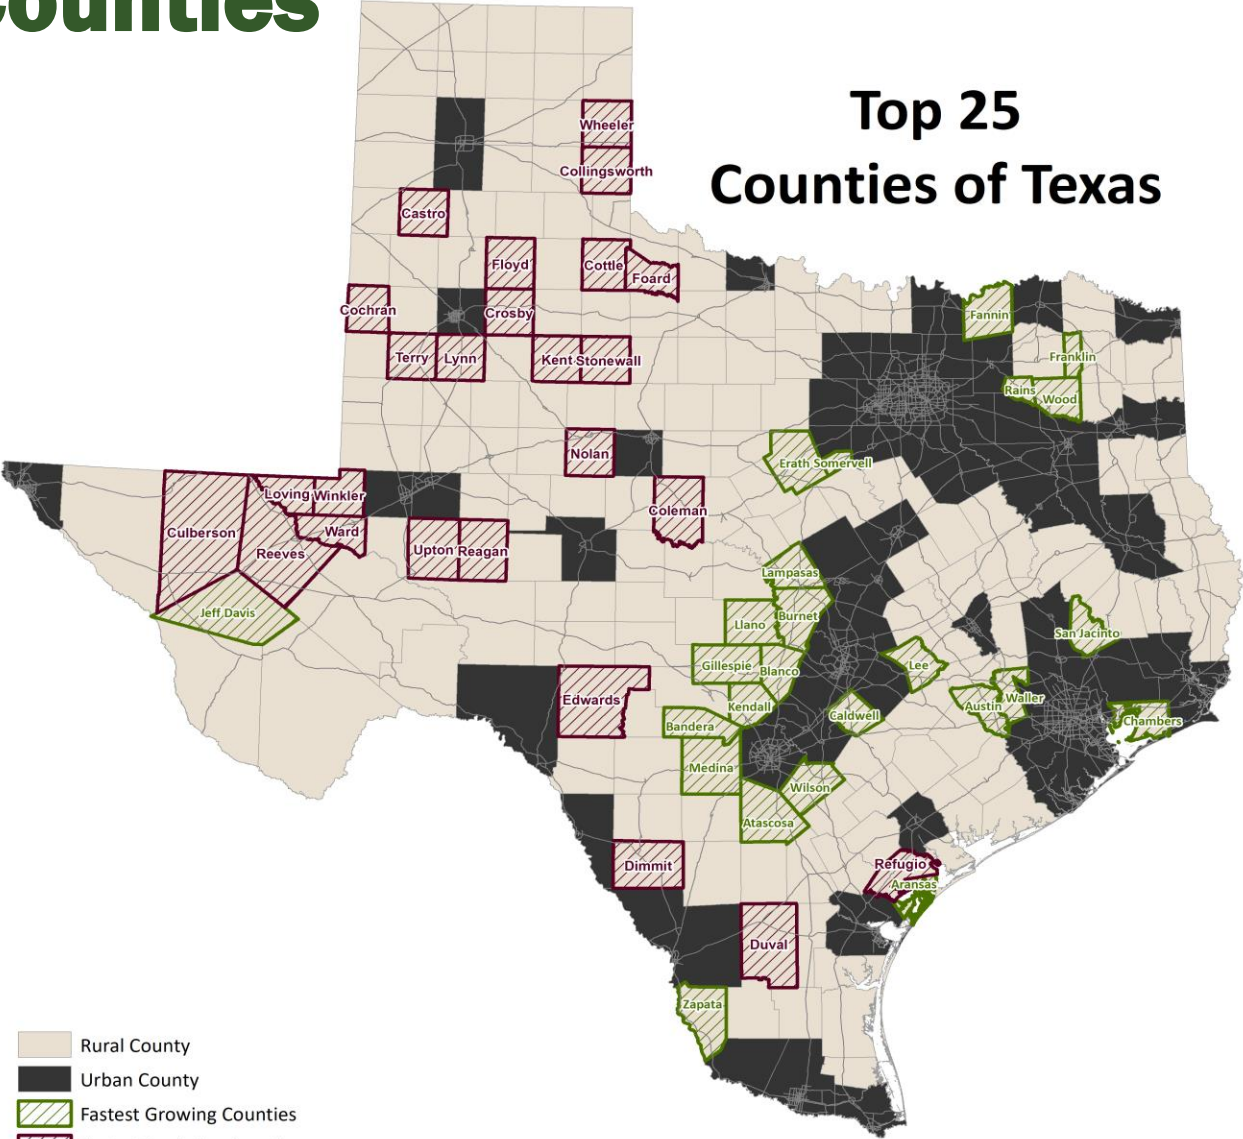 Counties
Top 25
Counties of Texas
Wheeler
Collingsworth
Castro
Floyd
Cottle
Foard
Cochran
Crosby
Terry
Lynn
Kent
Stonewall
Fannin
Franklin
Rains
Wood
Nolan
Erath
Somervell
Coleman
Loving
Winkler
Culberson
Ward
Reeves
Upton
Reagan
Jeff Davis
Lampasas
Burnet
Llano
San Jacinto
Gillespie
Blanco
Lee
Edwards
Kendall
Bandera
Caldwell
Austin
Waller
Chambers
Medina
Wilson
Atascosa
Dimmit
Refugio
Aransas
Duval
Zapata
Rural County
Urban County
Fastest Growing Counties